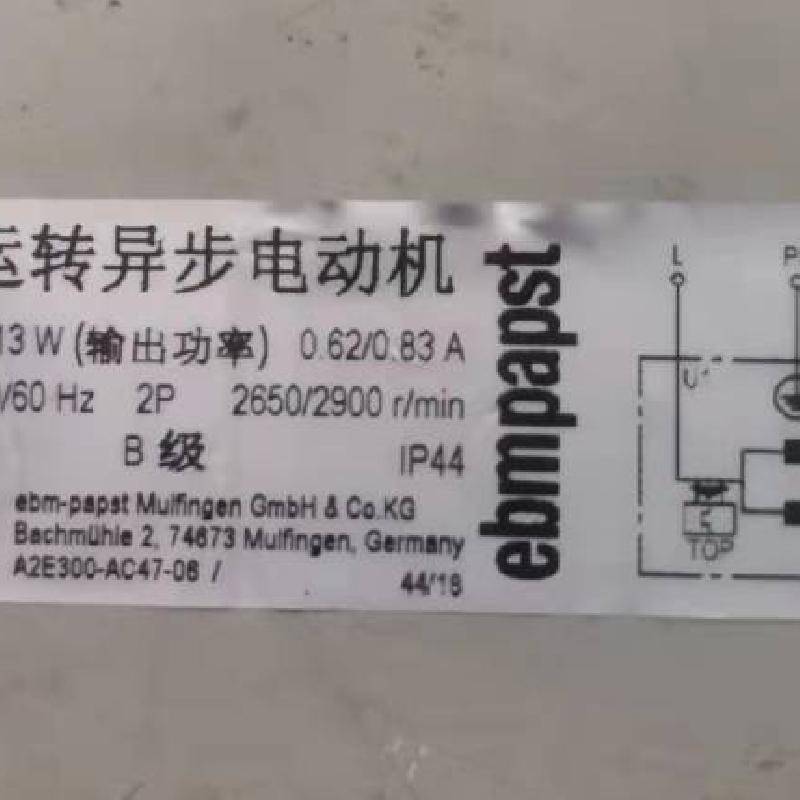 运转异步电动机
13 W (输出功率) 0.62/0.83 A
/60 Hz 2P 2650/2900 r/min
B 级 IP44
ebm-papst Mulfingen GmbH & Co.KG
Bachmühle 2, 74673 Mulfingen, Germany
A2E300-AC47-06 /
44/18
ebmpapst
L
P
U1
TOP